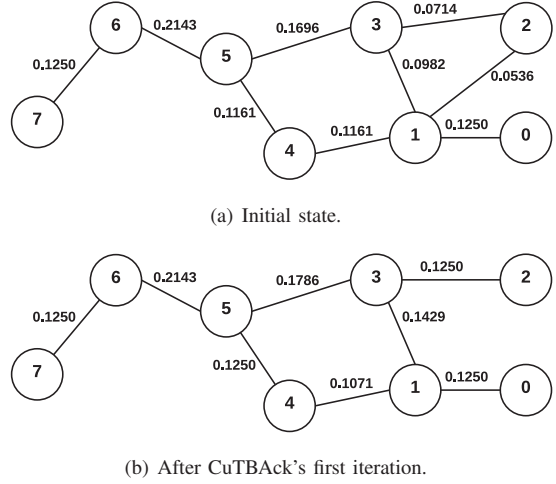 6 0.2143 5 0.1696 3 0.0714 2
0.1250 0.0982 0.0536
7 0.1161 4 0.1161 1 0.1250 0
(a) Initial state.
6 0.2143 5 0.1786 3 0.1250 2
0.1250 0.1429
7 0.1250 4 0.1071 1 0.1250 0
(b) After CuTBAck's first iteration.